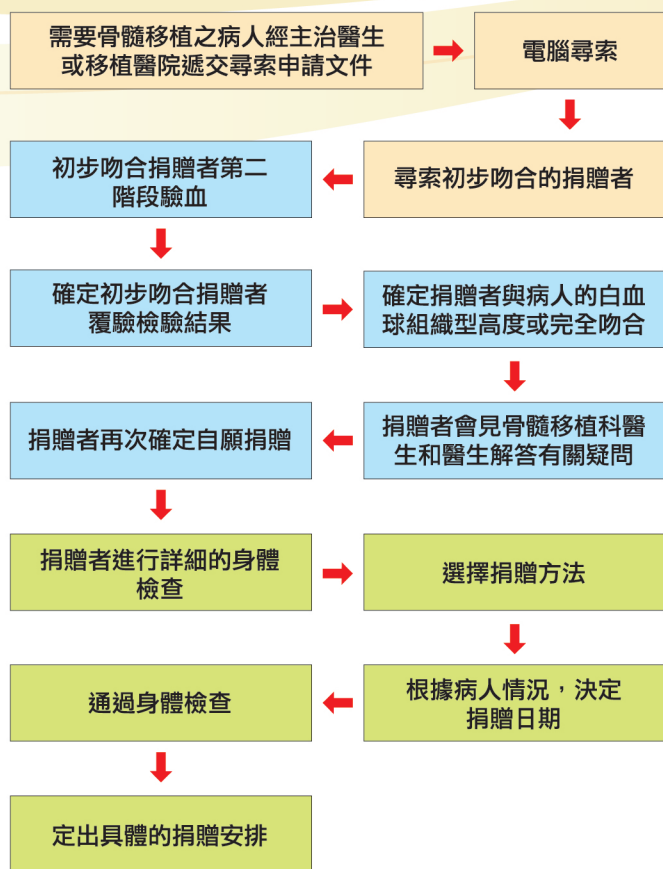 需要骨髓移植之病人經主治醫生
或移植醫院遞交尋索申請文件
電腦尋索
尋索初步吻合的捐贈者
初步吻合捐贈者第二
階段驗血
確定初步吻合捐贈者
覆驗檢驗結果
確定捐贈者與病人的白血
球組織型高度或完全吻合
捐贈者會見骨髓移植科醫
生和醫生解答有關疑問
捐贈者再次確定自願捐贈
捐贈者進行詳細的身體
檢查
選擇捐贈方法
根據病人情況，決定
捐贈日期
通過身體檢查
定出具體的捐贈安排